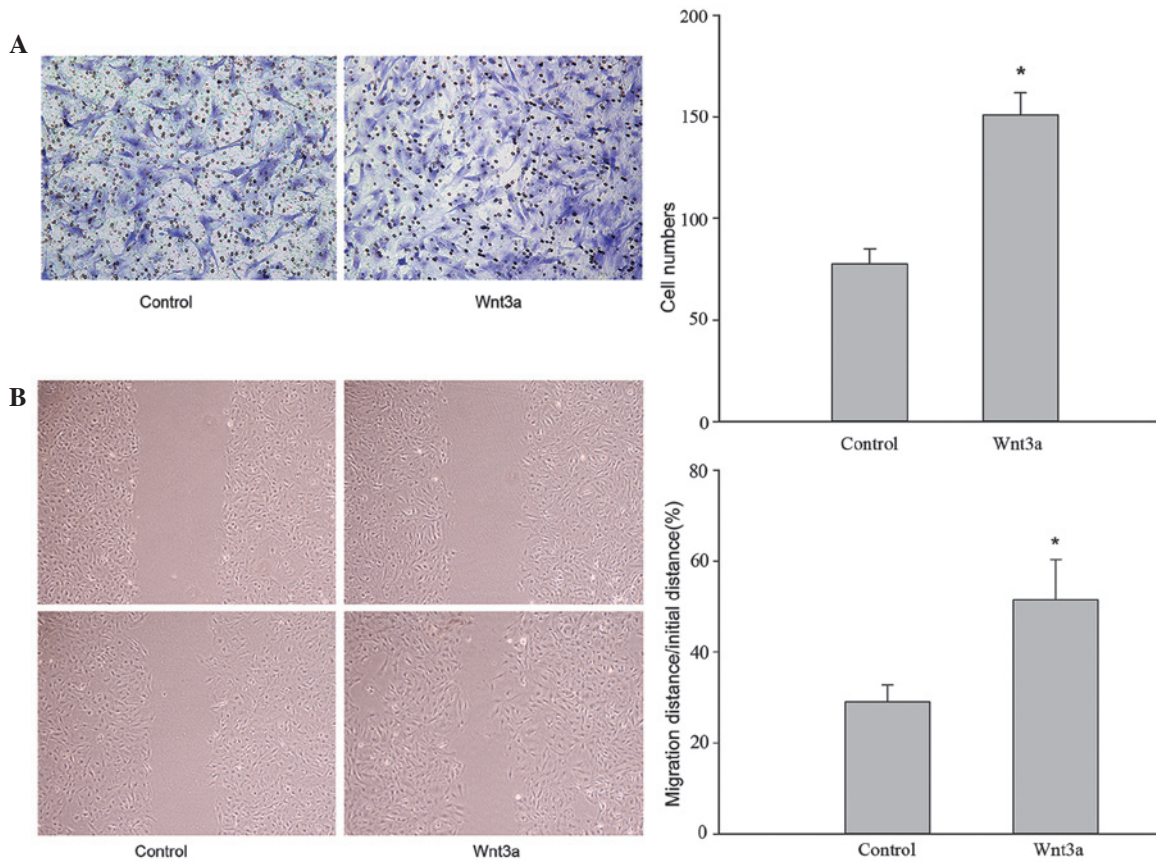 A
Control
Wnt3a
200
150
100
50
0
Cell numbers
*
Control
Wnt3a
B
Control
Wnt3a
80
60
40
20
0
Migration distance/initial distance(%)
*
Control
Wnt3a